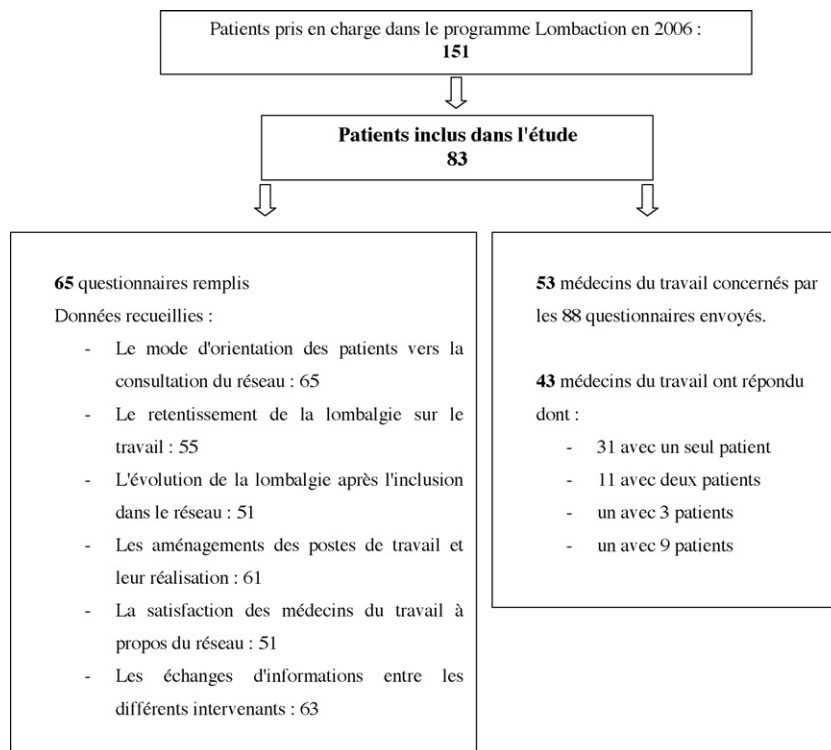 Patients pris en charge dans le programme Lombaction en 2006 :
151
Patients inclus dans l'étude
83
65 questionnaires remplis
Données recueillies :
- Le mode d'orientation des patients vers la
consultation du réseau : 65
- Le retentissement de la lombalgie sur le
travail : 55
- L'évolution de la lombalgie après l'inclusion
dans le réseau : 51
- Les aménagements des postes de travail et
leur réalisation : 61
- La satisfaction des médecins du travail à
propos du réseau : 51
- Les échanges d'informations entre les
différents intervenants : 63
53 médecins du travail concernés par
les 88 questionnaires envoyés.
43 médecins du travail ont répondu
dont :
- 31 avec un seul patient
- 11 avec deux patients
- un avec 3 patients
- un avec 9 patients